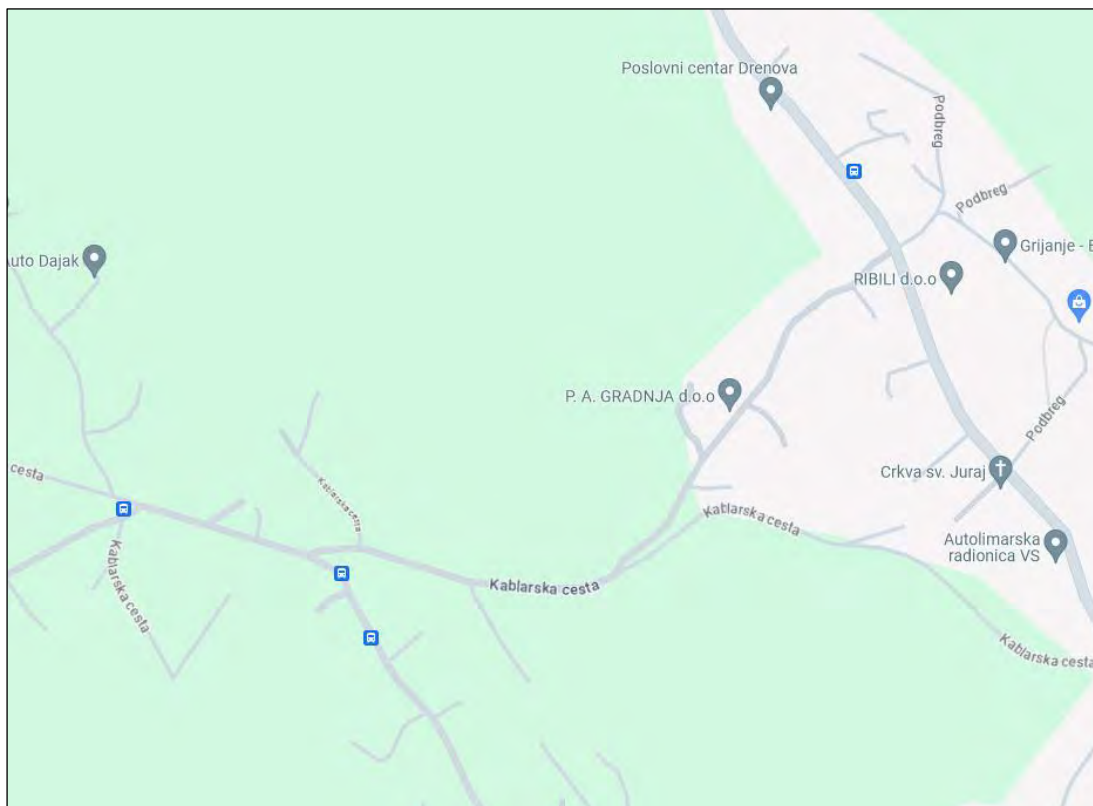 Poslovni centar Drenova
Podbreg
Podbreg
Auto Dajak
Grijanje - E
RIBILI d.o.o
P. A. GRADNJA d.o.o
Podbreg
cesta
Crkva sv. Juraj
Kablarska cesta
Kablarska cesta
Autolimarska
radionica VS
Kablarska cesta
Kablarska cesta
Kablarska cesta